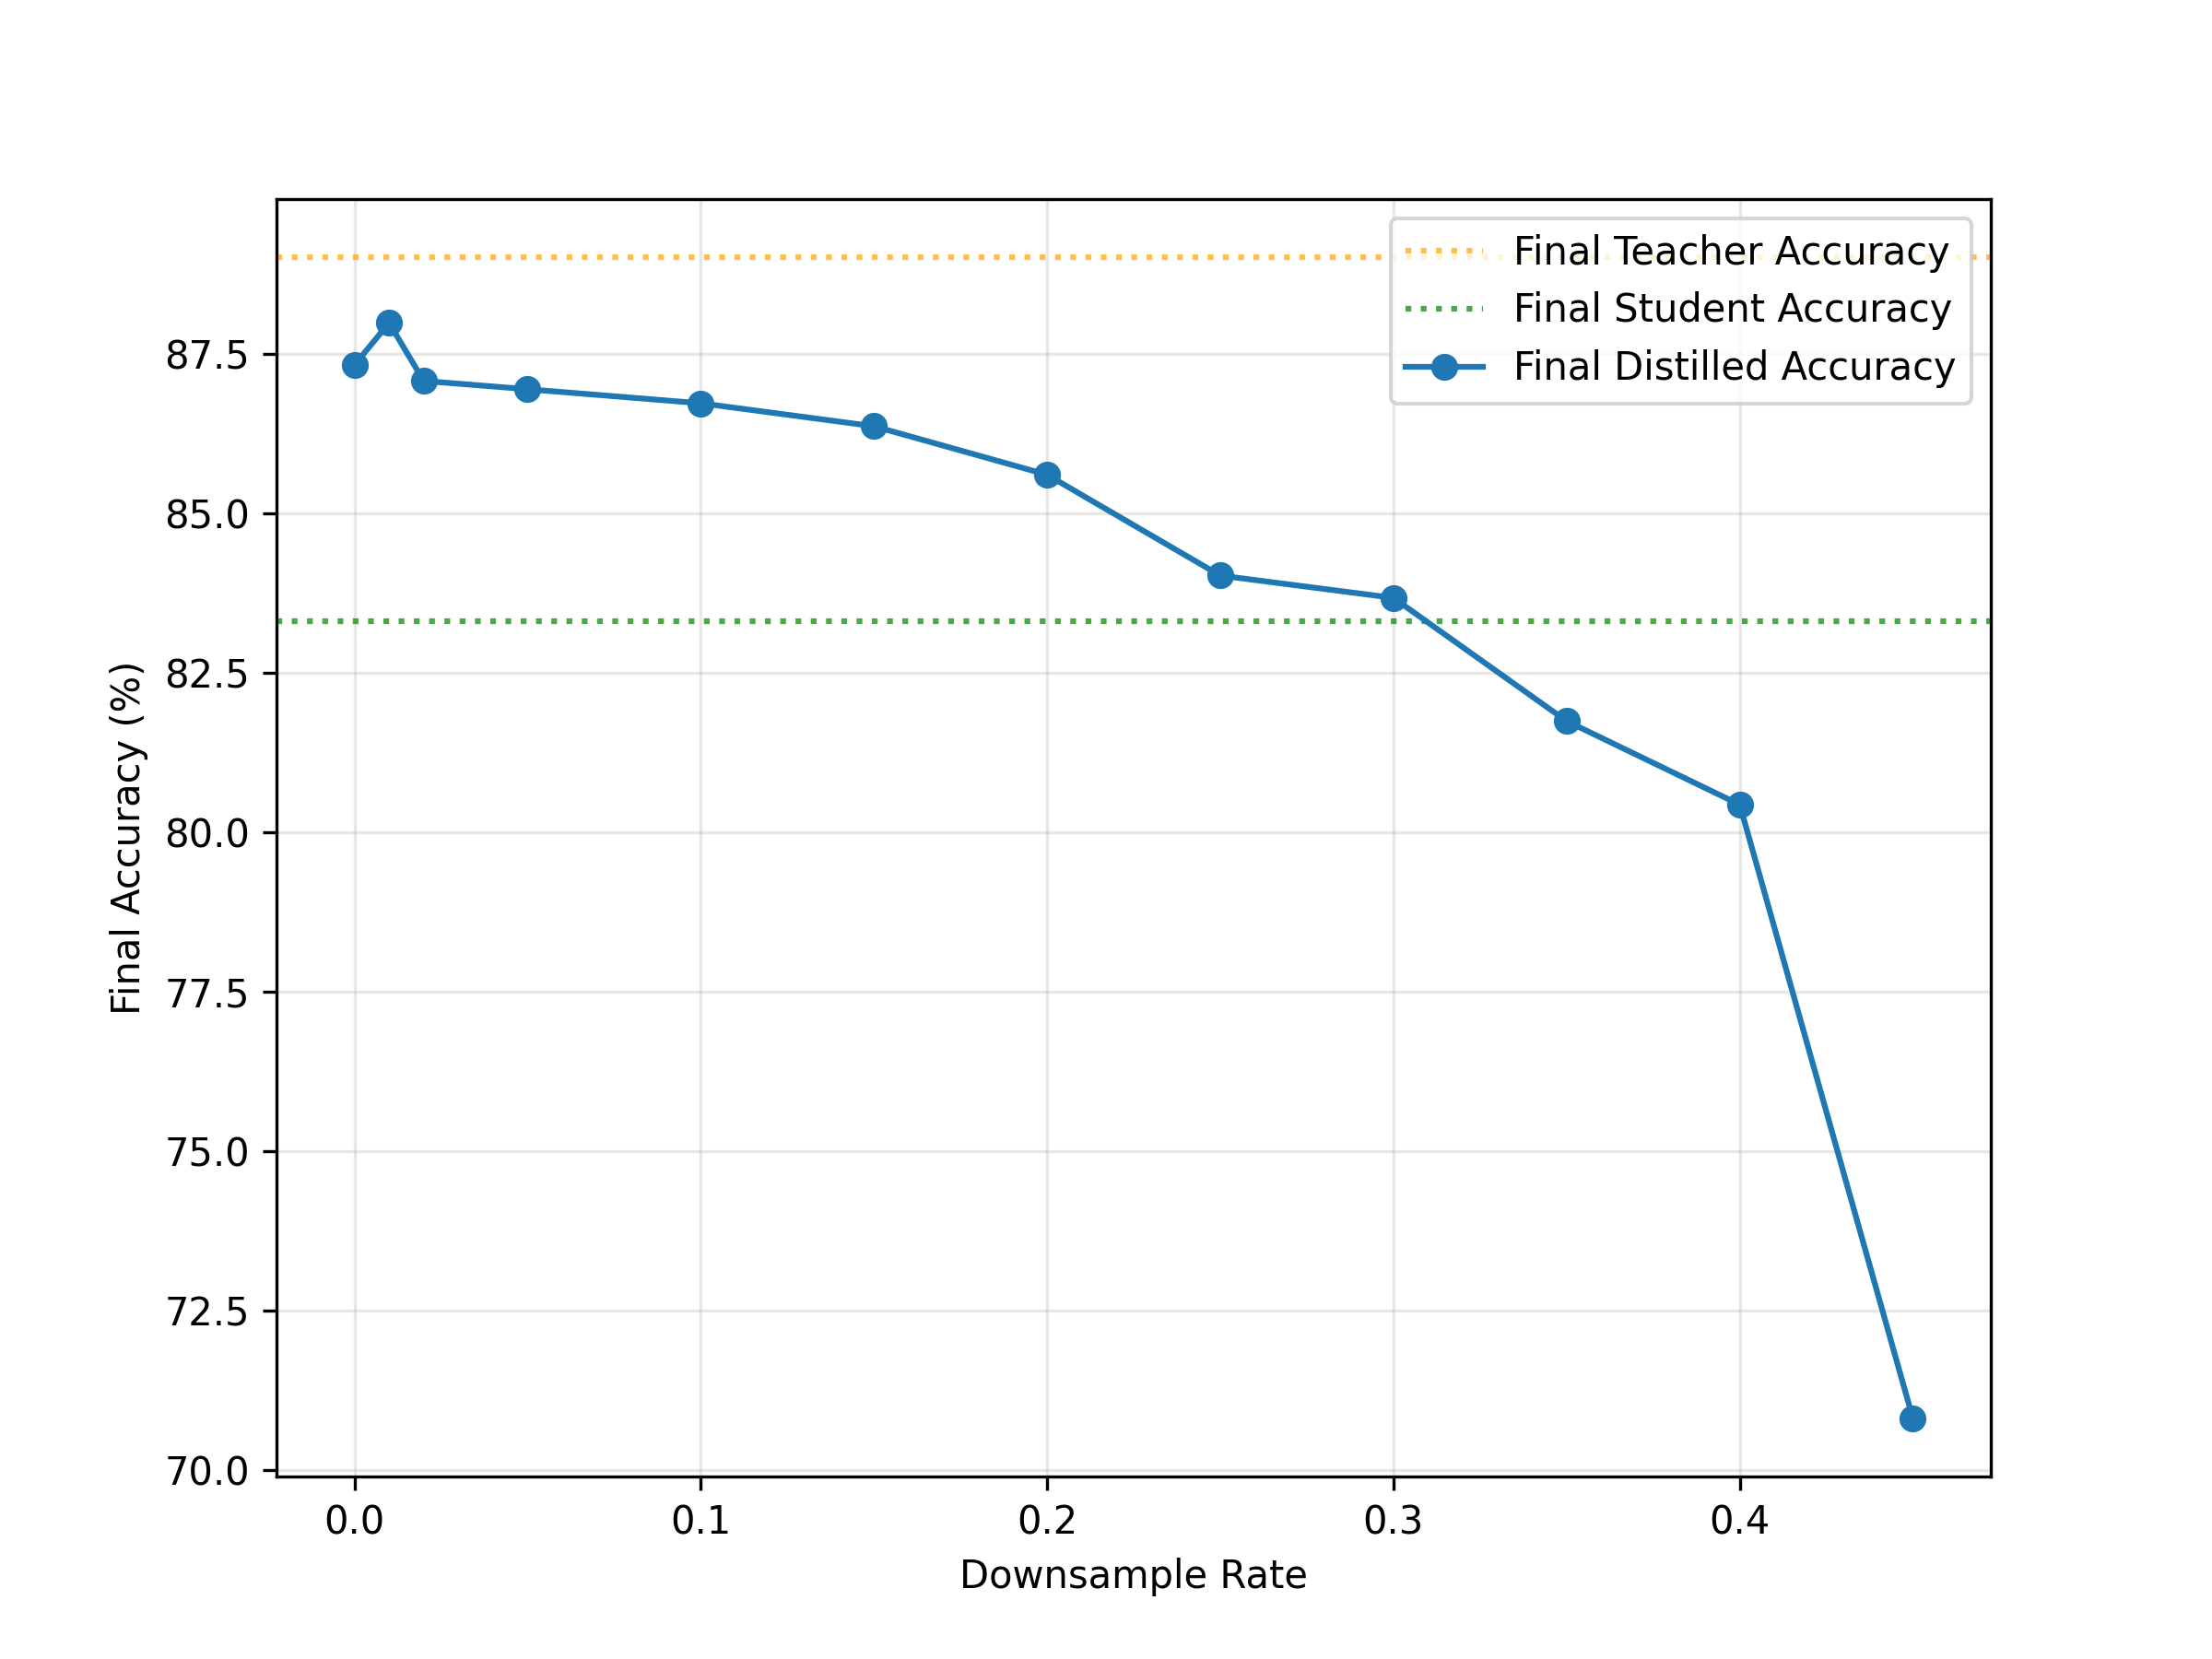 Final Teacher Accuracy
Final Student Accuracy
Final Distilled Accuracy
87.5
85.0
82.5
80.0
77.5
75.0
72.5
70.0
Final Accuracy (%)
0.0 0.1 0.2 0.3 0.4
Downsample Rate